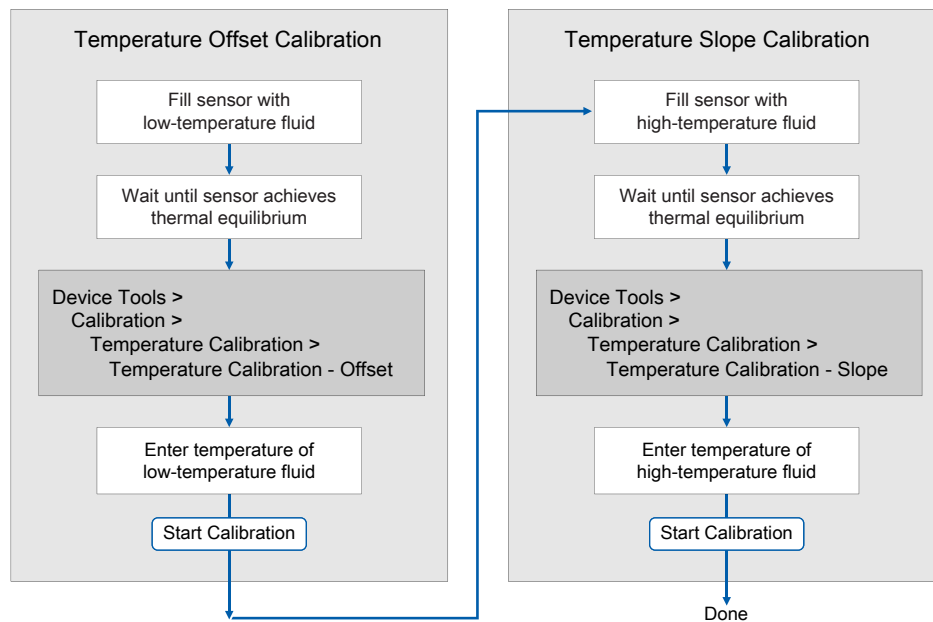 Temperature Offset Calibration
Fill sensor with
low-temperature fluid
Wait until sensor achieves
thermal equilibrium
Device Tools >
Calibration >
Temperature Calibration >
Temperature Calibration - Offset
Enter temperature of
low-temperature fluid
Start Calibration
Temperature Slope Calibration
Fill sensor with
high-temperature fluid
Wait until sensor achieves
thermal equilibrium
Device Tools >
Calibration >
Temperature Calibration >
Temperature Calibration - Slope
Enter temperature of
high-temperature fluid
Start Calibration
Done